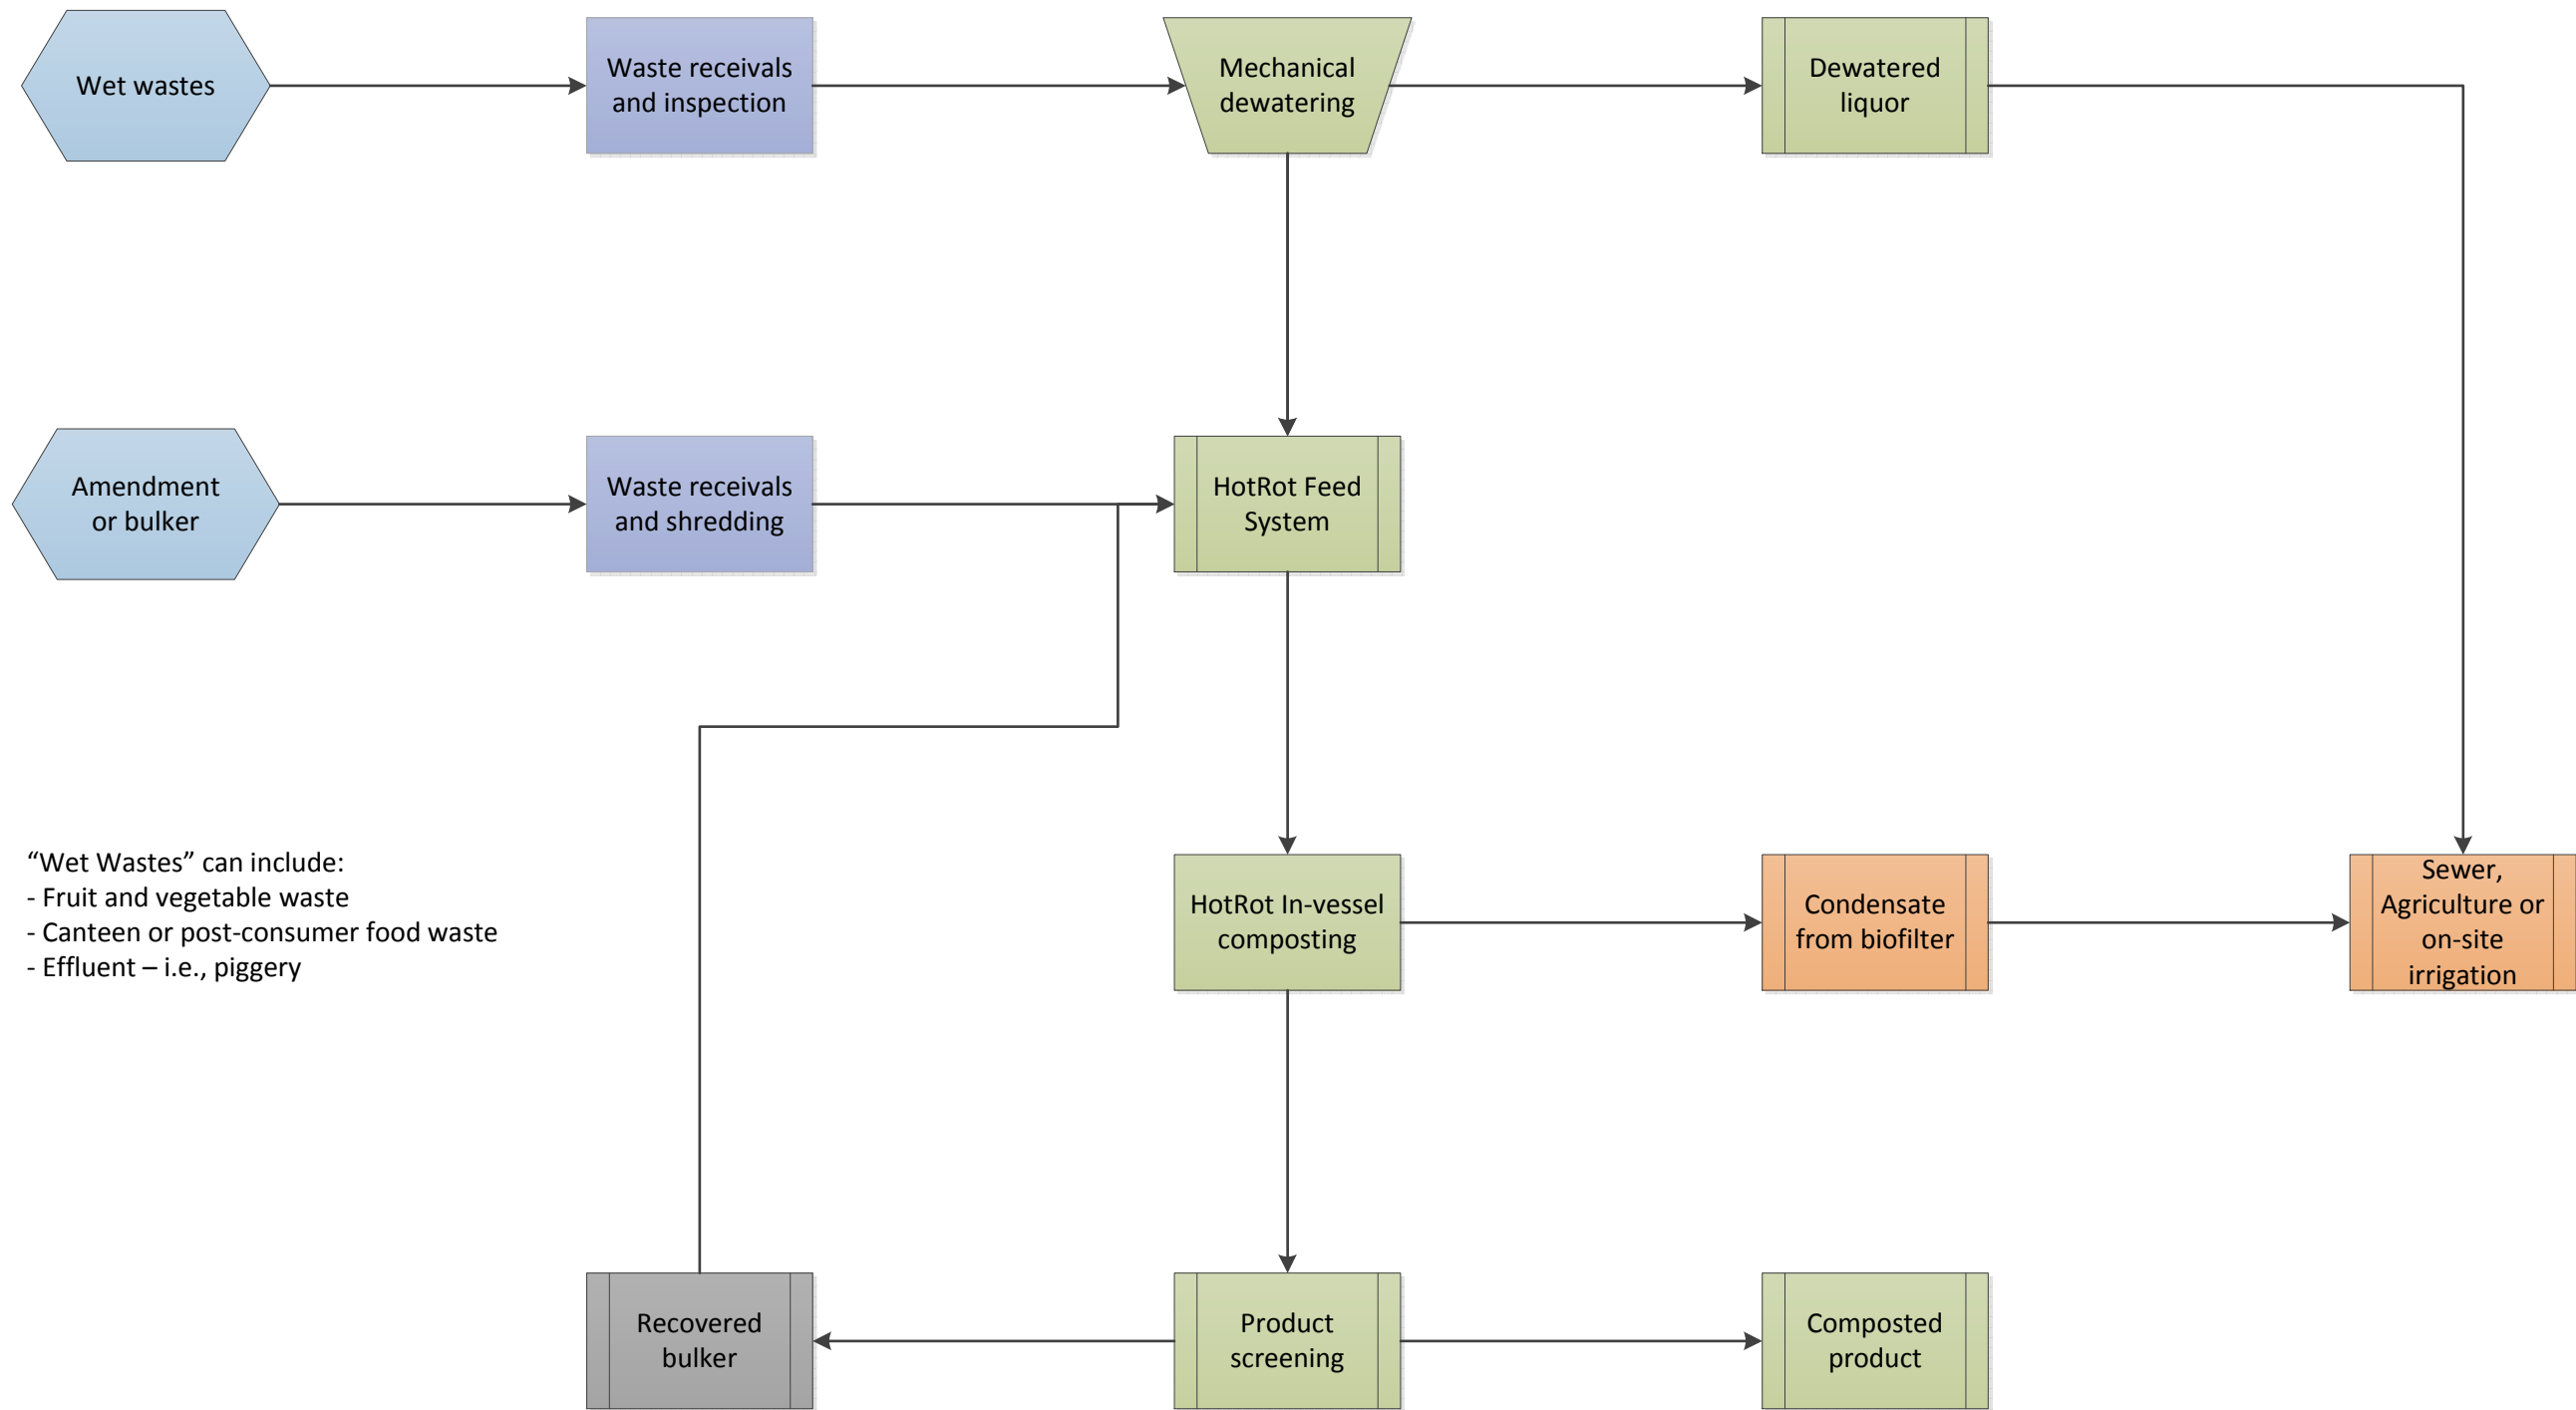 Wet wastes
Waste receivals
and inspection
Mechanical
dewatering
Dewatered
liquor
Amendment
or bulker
Waste receivals
and shredding
HotRot Feed
System
“Wet Wastes” can include:
- Fruit and vegetable waste
- Canteen or post-consumer food waste
- Effluent – i.e., piggery
HotRot In-vessel
composting
Condensate
from biofilter
Sewer,
Agriculture or
on-site
irrigation
Recovered
bulker
Product
screening
Composted
product